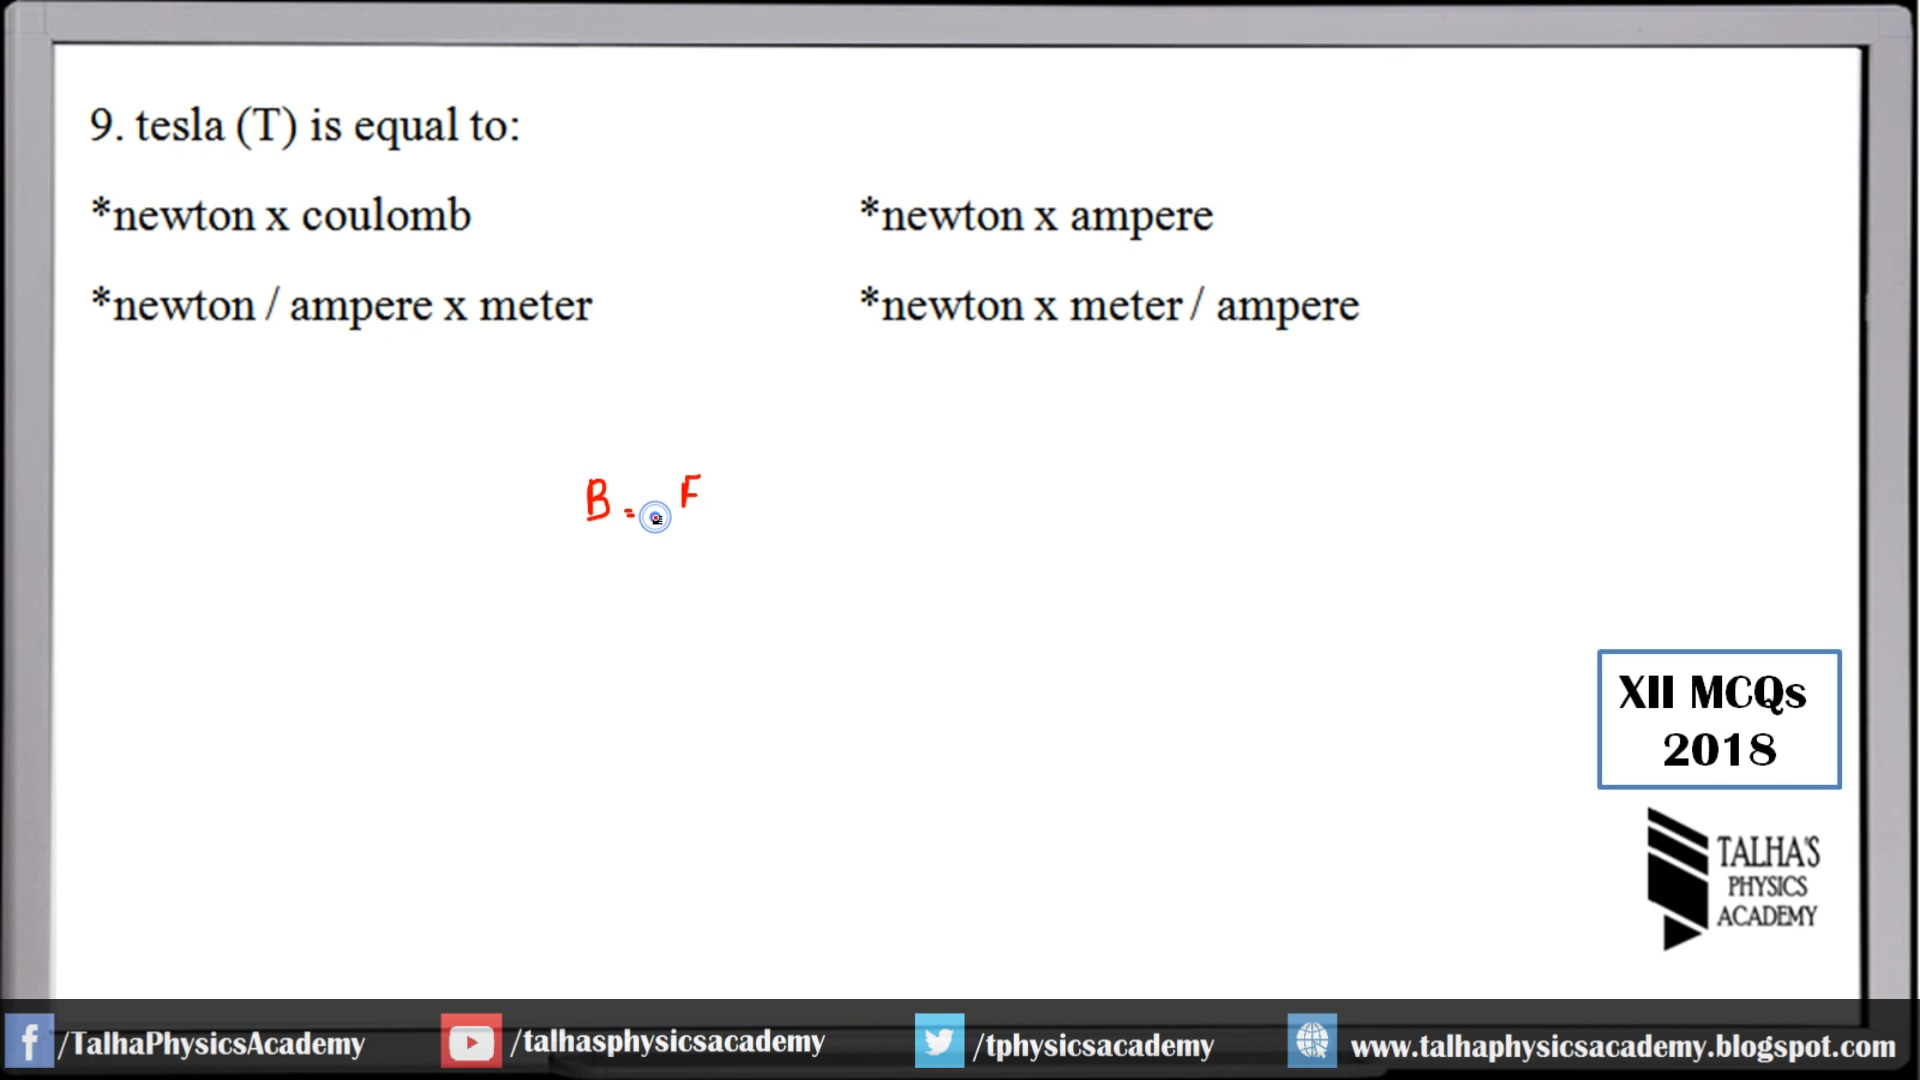 9. tesla (T) is equal to:
*newton x coulomb
*newton x ampere
*newton / ampere x meter
*newton x meter / ampere
B = F
XII MCQs
2018
TALHA'S
PHYSICS
ACADEMY
/TalhaPhysicsAcademy
/talhasphysicsacademy
/tphysicsacademy
www.talhaphysicsacademy.blogspot.com